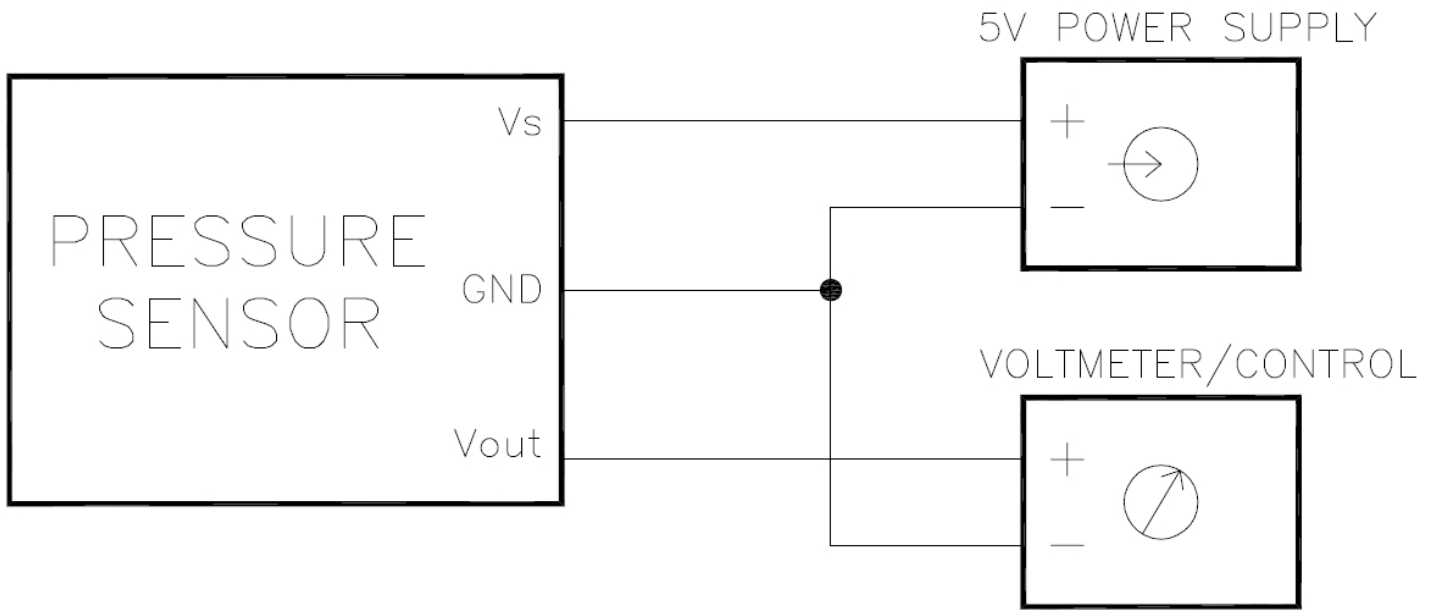 5V POWER SUPPLY
Vs
+
−
PRESSURE
SENSOR
GND
VOLTMETER/CONTROL
Vout
+
−